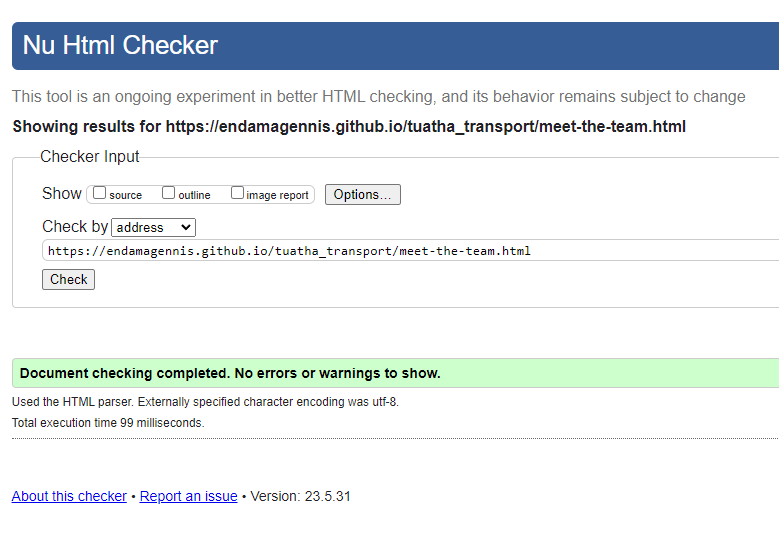 Nu Html Checker
This tool is an ongoing experiment in better HTML checking, and its behavior remains subject to change
Showing results for https://endamagennis.github.io/tuatha_transport/meet-the-team.html
Checker Input
Show source outline image report Options...
Check by address
https://endamagennis.github.io/tuatha_transport/meet-the-team.html
Check
Document checking completed. No errors or warnings to show.
Used the HTML parser. Externally specified character encoding was utf-8.
Total execution time 99 milliseconds.
About this checker • Report an issue • Version: 23.5.31